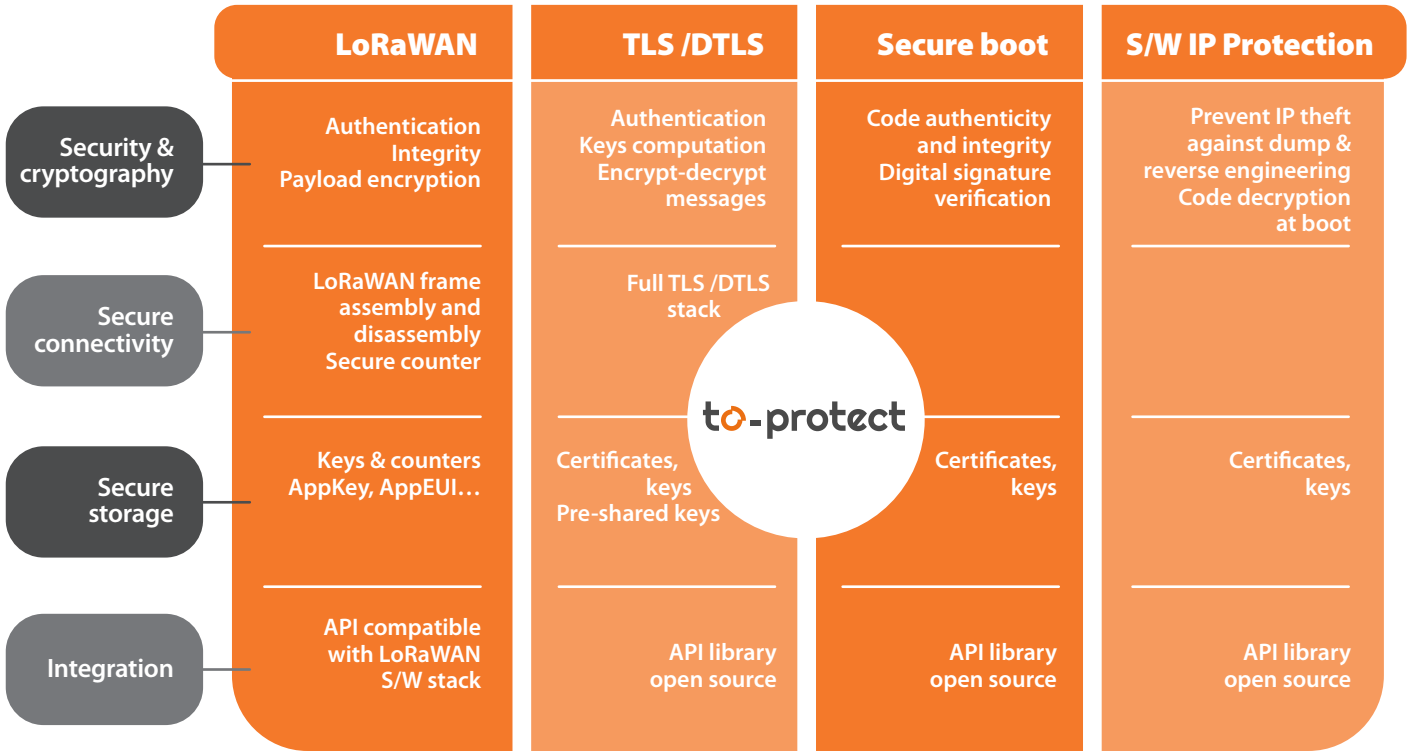 LoRaWAN
TLS /DTLS
Secure boot
S/W IP Protection
Security &
cryptography
Authentication
Integrity
Payload encryption
Authentication
Keys computation
Encrypt-decrypt
messages
Code authenticity
and integrity
Digital signature
verification
Prevent IP theft
against dump &
reverse engineering
Code decryption
at boot
Secure
connectivity
LoRaWAN frame
assembly and
disassembly
Secure counter
Full TLS /DTLS
stack
to-protect
Secure
storage
Keys & counters
AppKey, AppEUI…
Certificates,
keys
Pre-shared keys
Certificates,
keys
Certificates,
keys
Integration
API compatible
with LoRaWAN
S/W stack
API library
open source
API library
open source
API library
open source